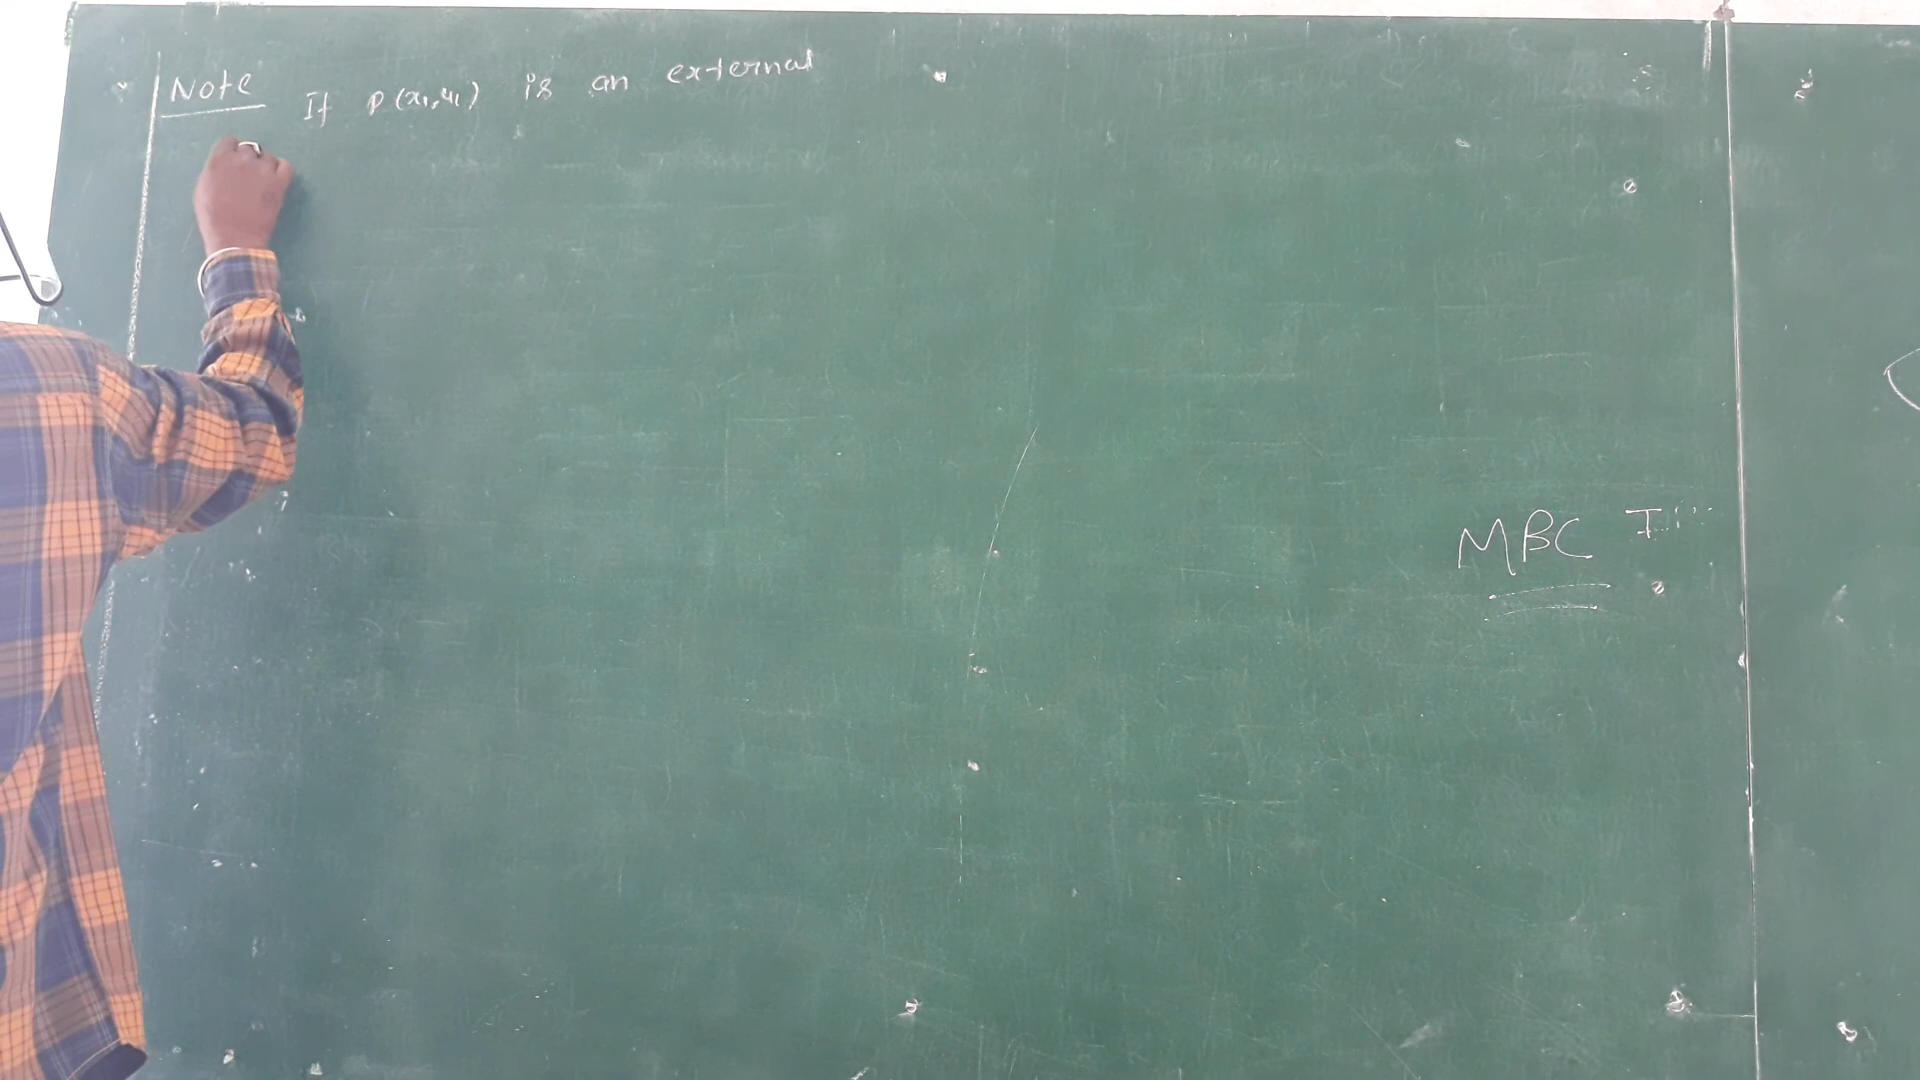 Note If P(x₁,y₁) is an external
MBC